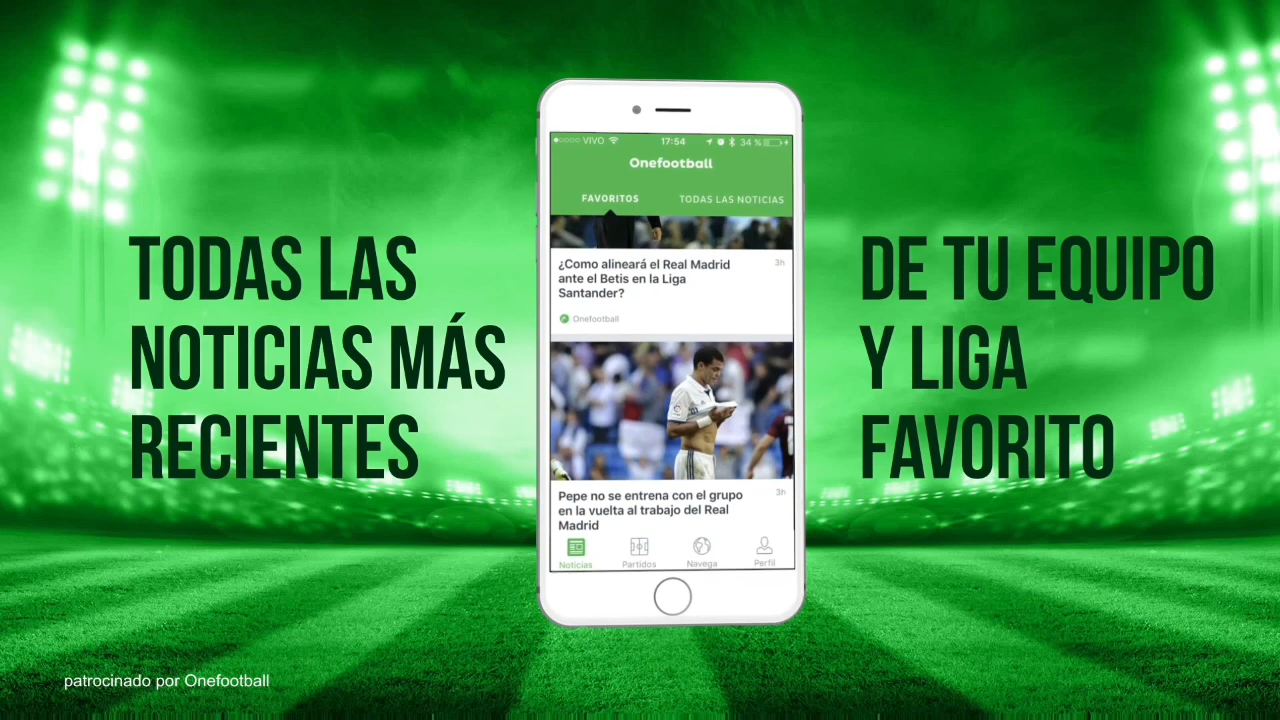 TODAS LAS
NOTICIAS MÁS
RECIENTES
VIVO
17:54
34 %
Onefootball
FAVORITOS
TODAS LAS NOTICIAS
¿Como alineará el Real Madrid
ante el Betis en la Liga
Santander?
3h
Onefootball
Pepe no se entrena con el grupo
en la vuelta al trabajo del Real
Madrid
3h
Noticias
Partidos
Navega
Perfil
DE TU EQUIPO
Y LIGA
FAVORITO
patrocinado por Onefootball